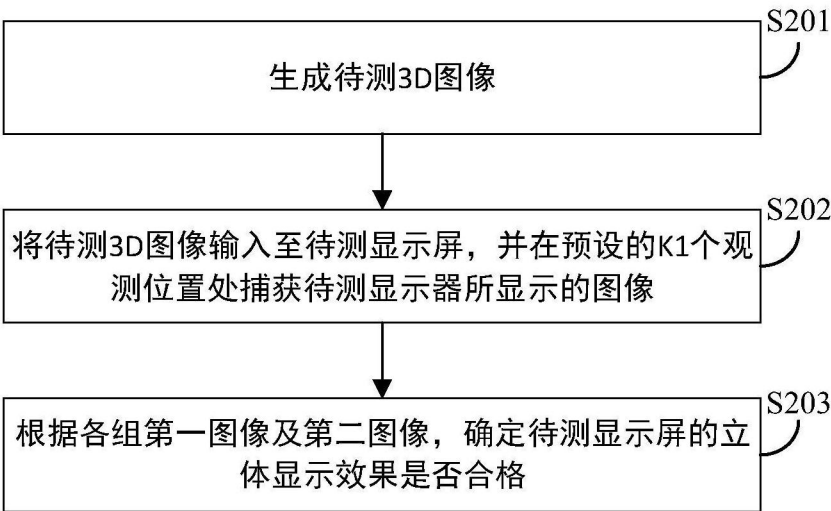 S201
生成待测3D图像
S202
将待测3D图像输入至待测显示屏，并在预设的K1个观
测位置处捕获待测显示器所显示的图像
S203
根据各组第一图像及第二图像，确定待测显示屏的立
体显示效果是否合格